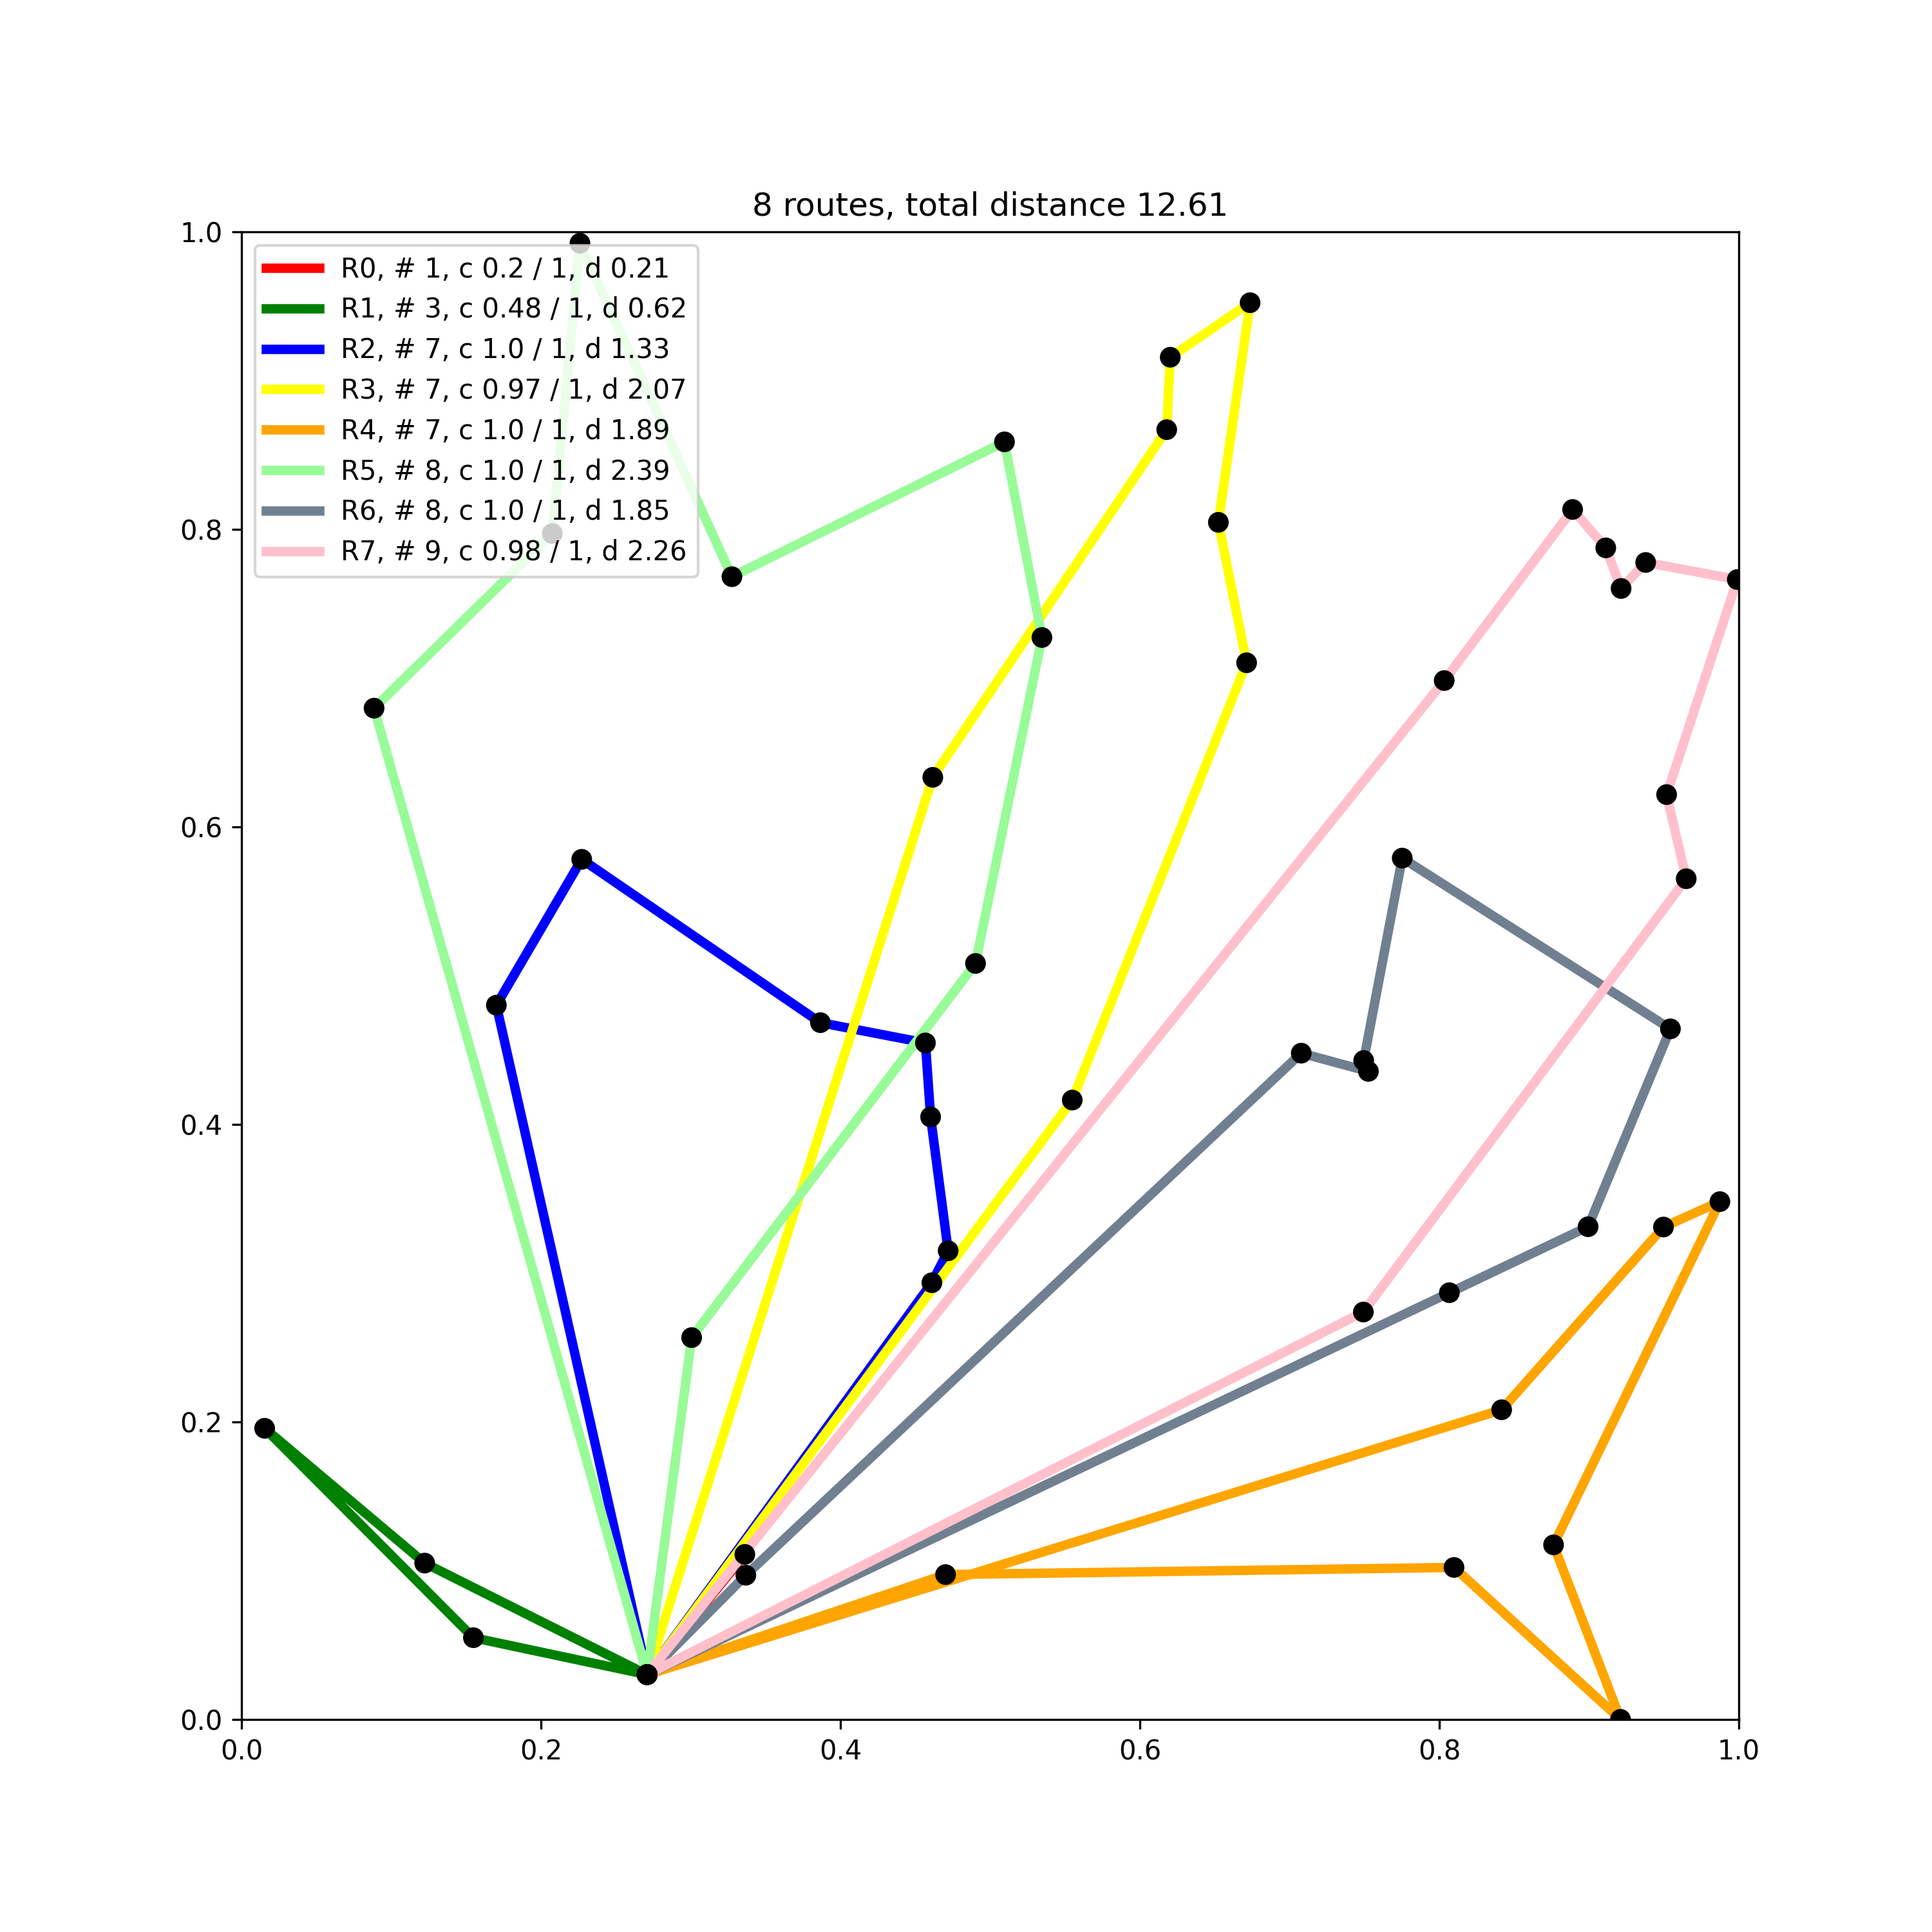 8 routes, total distance 12.61
1.0
0.8
0.6
0.4
0.2
0.0
R0, # 1, c 0.2 / 1, d 0.21
R1, # 3, c 0.48 / 1, d 0.62
R2, # 7, c 1.0 / 1, d 1.33
R3, # 7, c 0.97 / 1, d 2.07
R4, # 7, c 1.0 / 1, d 1.89
R5, # 8, c 1.0 / 1, d 2.39
R6, # 8, c 1.0 / 1, d 1.85
R7, # 9, c 0.98 / 1, d 2.26
0.0 0.2 0.4 0.6 0.8 1.0